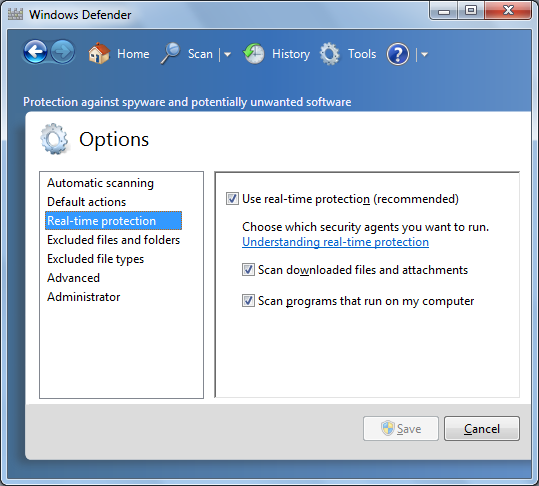 Windows Defender
Home Scan History Tools ?
Protection against spyware and potentially unwanted software
Options
Automatic scanning
Default actions
Real-time protection
Excluded files and folders
Excluded file types
Advanced
Administrator
Use real-time protection (recommended)
Choose which security agents you want to run.
Understanding real-time protection
Scan downloaded files and attachments
Scan programs that run on my computer
Save Cancel